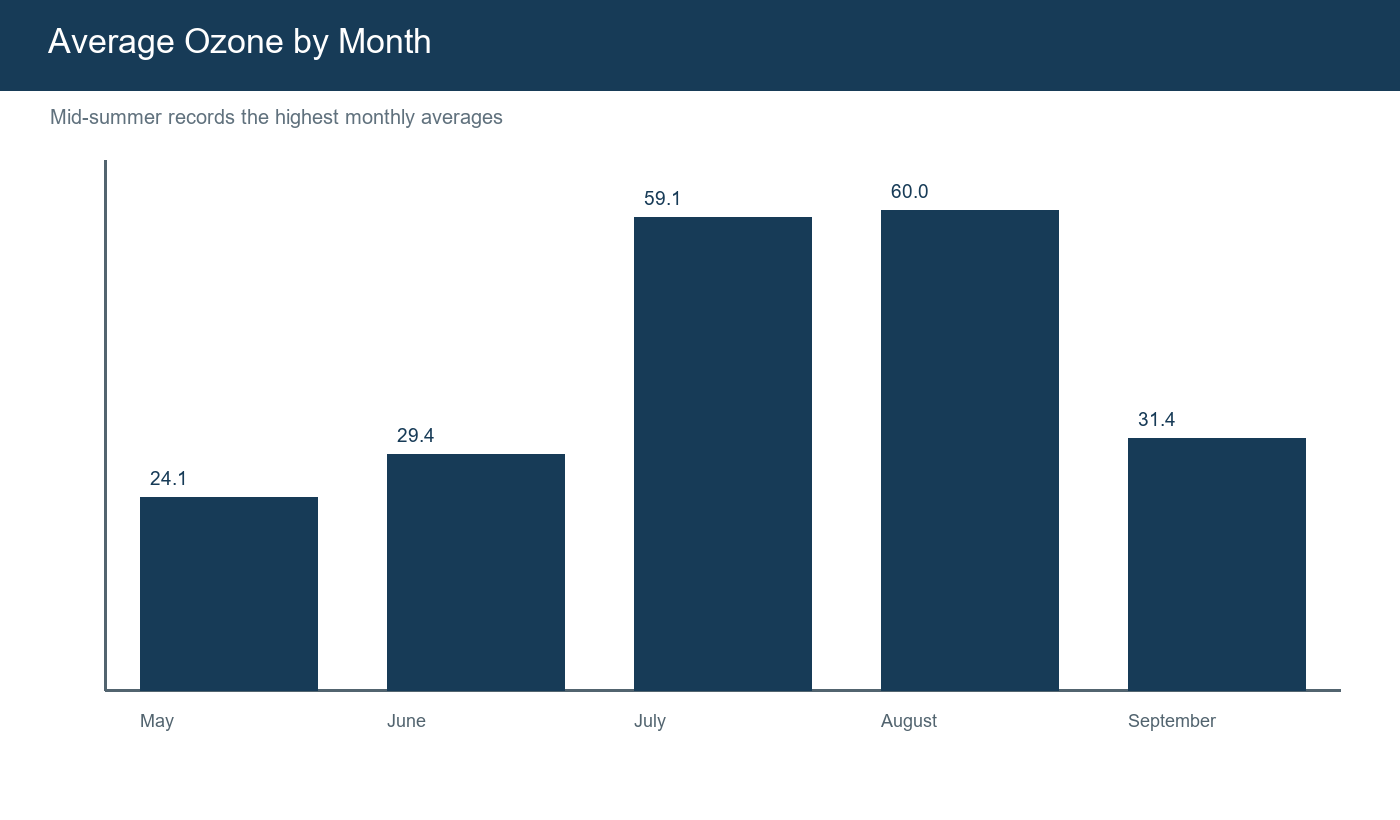 Average Ozone by Month
Mid-summer records the highest monthly averages
24.1
29.4
59.1
60.0
31.4
May
June
July
August
September